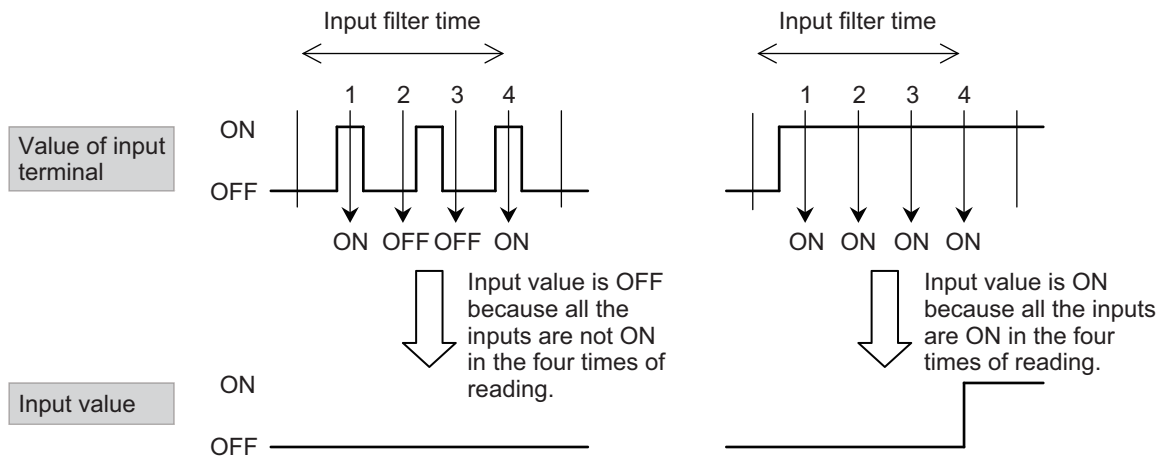 Input filter time
Input filter time
1 2 3 4
1 2 3 4
Value of input
terminal
ON
OFF
ON OFF OFF ON
ON ON ON ON
Input value is OFF
because all the
inputs are not ON
in the four times of
reading.
Input value is ON
because all the inputs
are ON in the four
times of reading.
Input value
ON
OFF